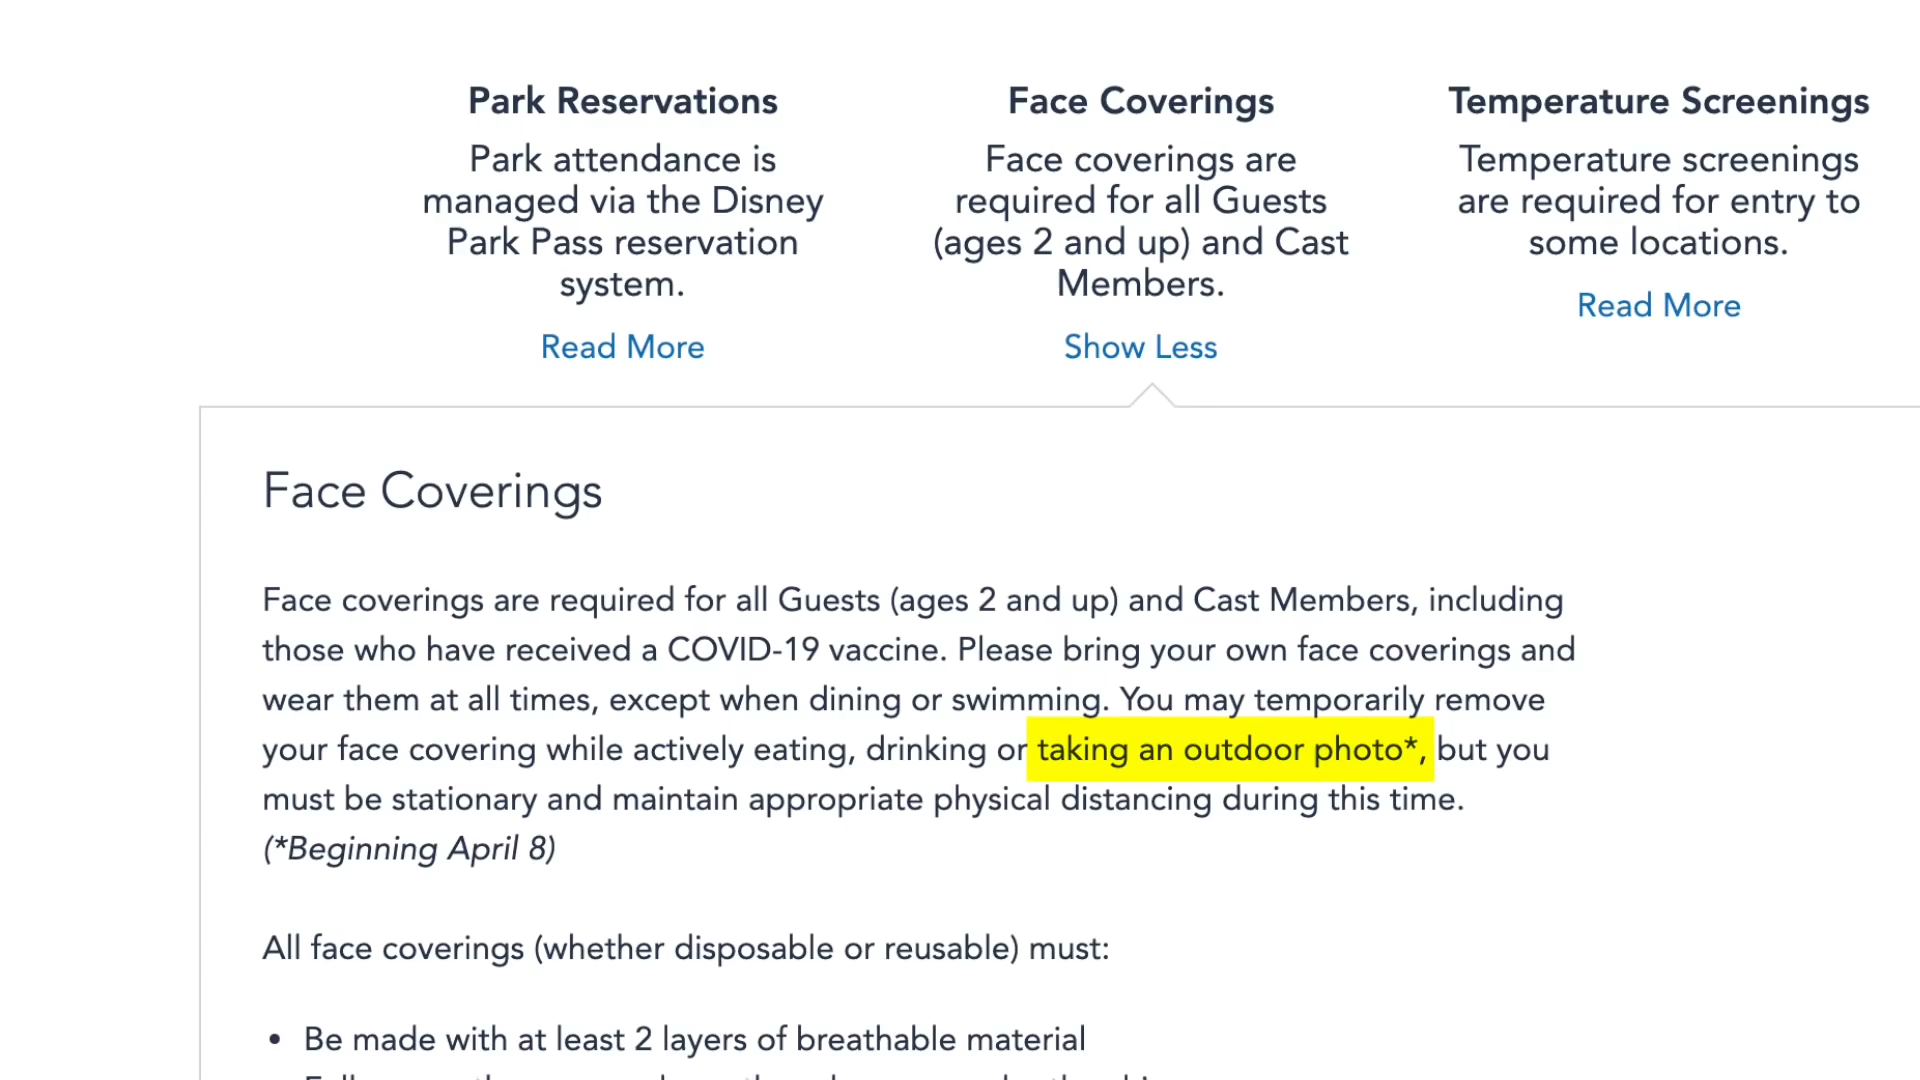 Park Reservations
Park attendance is
managed via the Disney
Park Pass reservation
system.
Read More
Face Coverings
Face coverings are
required for all Guests
(ages 2 and up) and Cast
Members.
Show Less
Temperature Screenings
Temperature screenings
are required for entry to
some locations.
Read More
Face Coverings
Face coverings are required for all Guests (ages 2 and up) and Cast Members, including
those who have received a COVID-19 vaccine. Please bring your own face coverings and
wear them at all times, except when dining or swimming. You may temporarily remove
your face covering while actively eating, drinking or taking an outdoor photo*, but you
must be stationary and maintain appropriate physical distancing during this time.
(*Beginning April 8)
All face coverings (whether disposable or reusable) must:
• Be made with at least 2 layers of breathable material